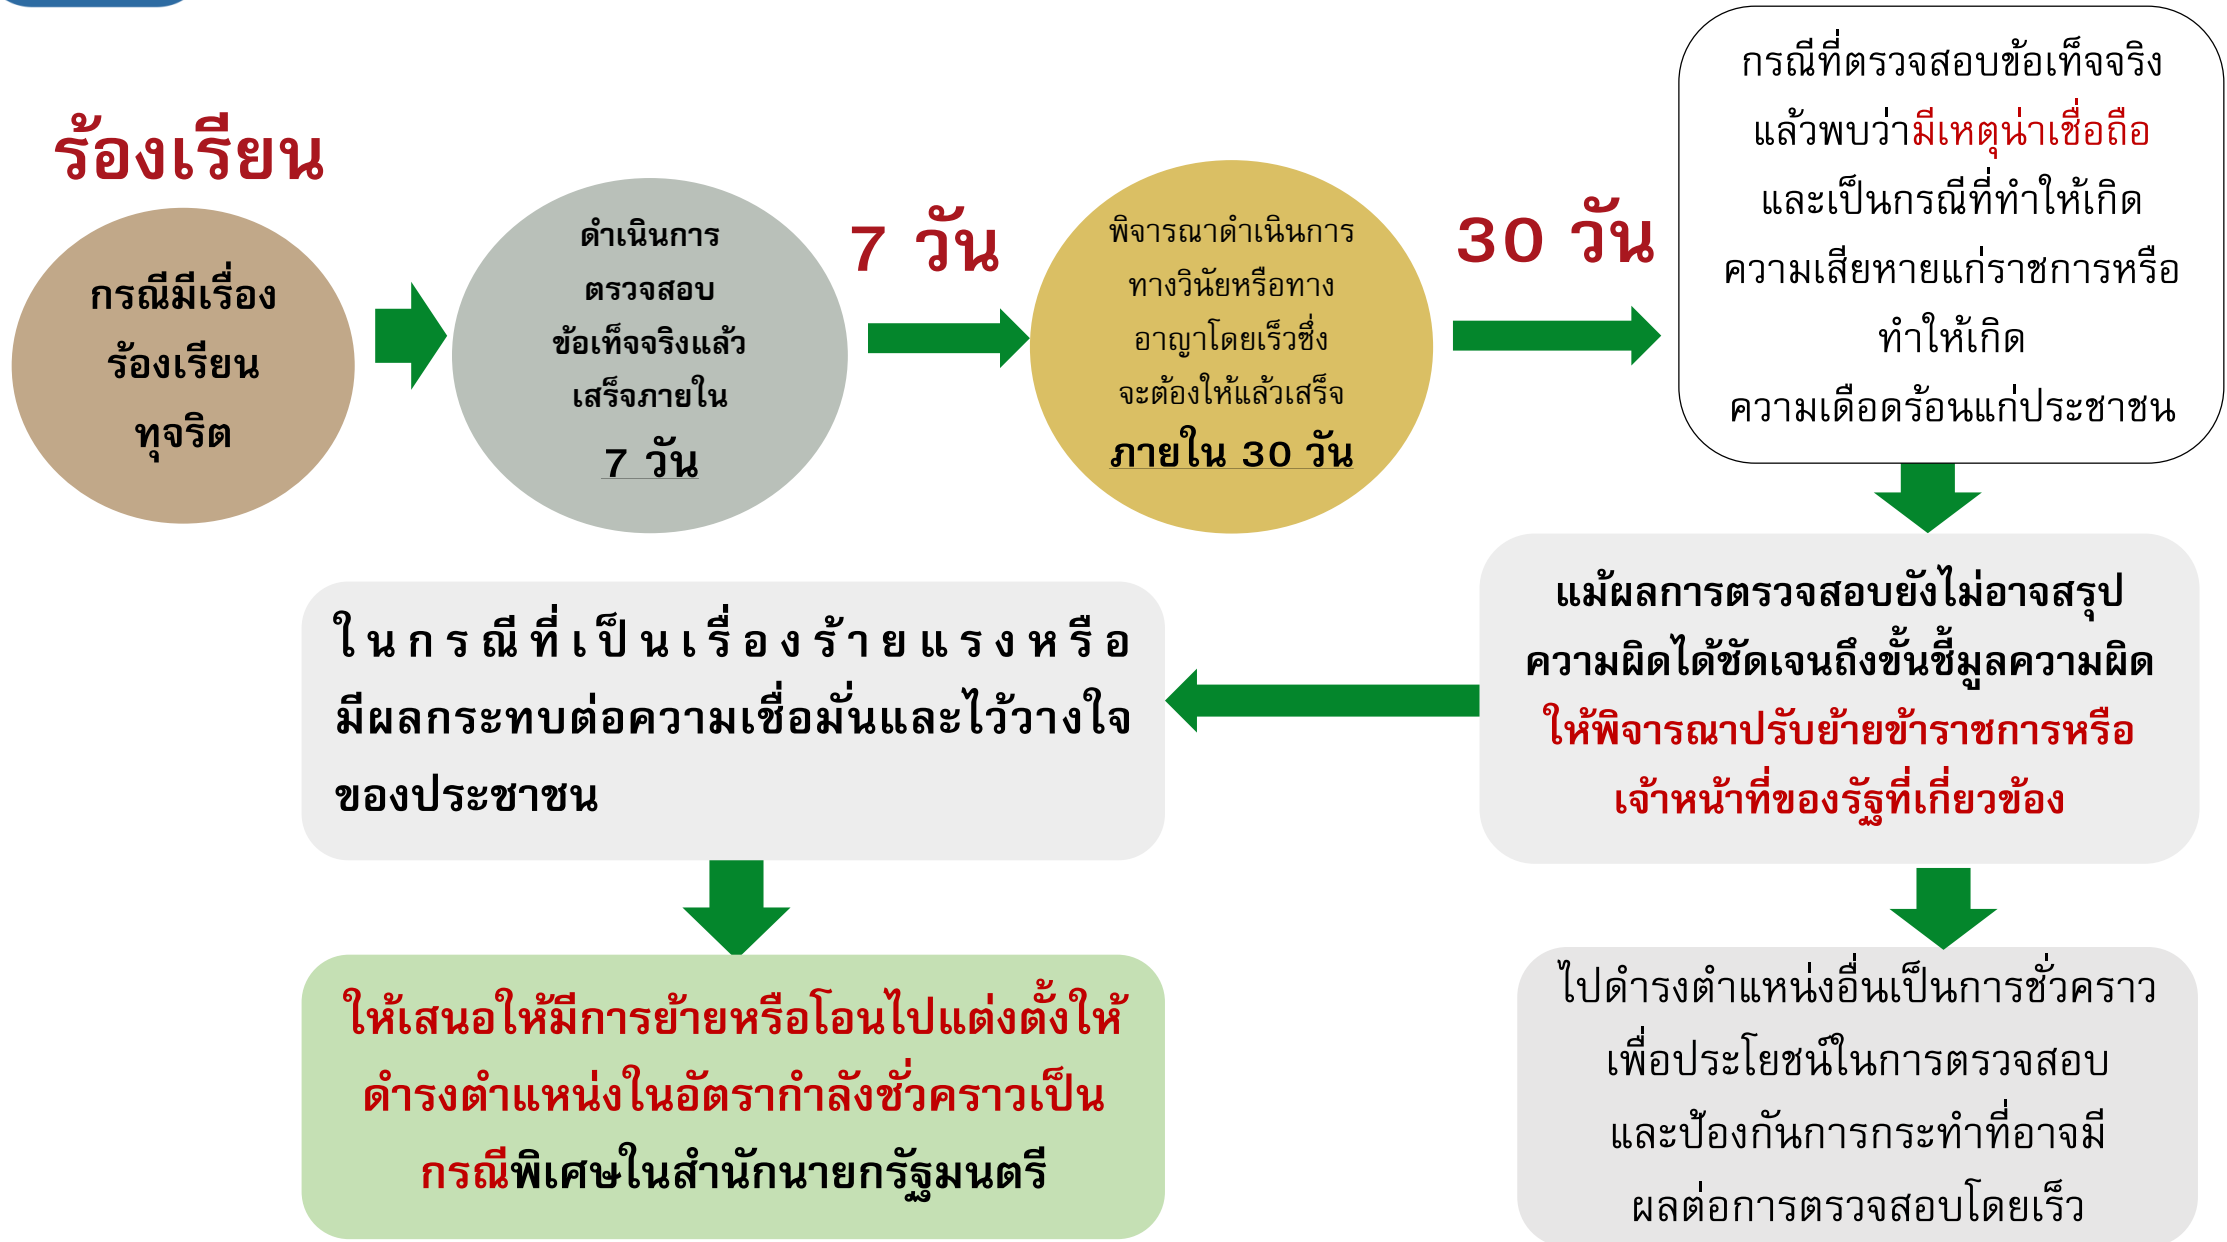 ร้องเรียน
กรณีมีเรื่อง
ร้องเรียน
ทุจริต
ดำเนินการ
ตรวจสอบ
ข้อเท็จจริงแล้ว
เสร็จภายใน
7 วัน
7 วัน
พิจารณาดำเนินการ
ทางวินัยหรือทาง
อาญาโดยเร็วซึ่ง
จะต้องให้แล้วเสร็จ
ภายใน 30 วัน
30 วัน
กรณีที่ตรวจสอบข้อเท็จจริง
แล้วพบว่ามีเหตุน่าเชื่อถือ
และเป็นกรณีที่ทำให้เกิด
ความเสียหายแก่ราชการหรือ
ทำให้เกิด
ความเดือดร้อนแก่ประชาชน
แม้ผลการตรวจสอบยังไม่อาจสรุป
ความผิดได้ชัดเจนถึงขั้นชี้มูลความผิด
ให้พิจารณาปรับย้ายข้าราชการหรือ
เจ้าหน้าที่ของรัฐที่เกี่ยวข้อง
ในกรณีที่เป็นเรื่องร้ายแรงหรือ
มีผลกระทบต่อความเชื่อมั่นและไว้วางใจ
ของประชาชน
ให้เสนอให้มีการย้ายหรือโอนไปแต่งตั้งให้
ดำรงตำแหน่งในอัตรากำลังชั่วคราวเป็น
กรณีพิเศษในสำนักนายกรัฐมนตรี
ไปดำรงตำแหน่งอื่นเป็นการชั่วคราว
เพื่อประโยชน์ในการตรวจสอบ
และป้องกันการกระทำที่อาจมี
ผลต่อการตรวจสอบโดยเร็ว